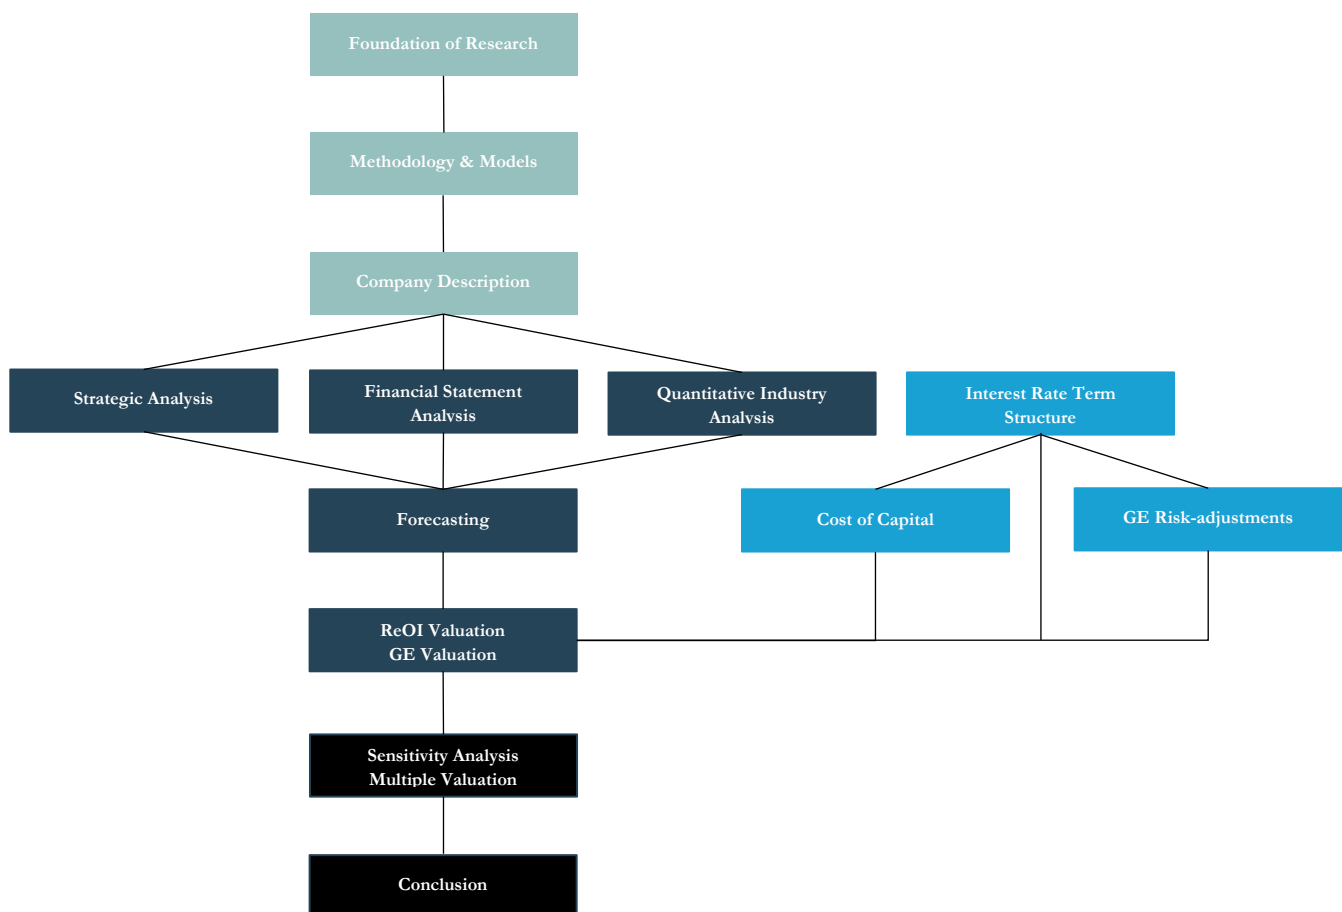 Foundation of Research
Methodology & Models
Company Description
Strategic Analysis
Financial Statement
Analysis
Quantitative Industry
Analysis
Interest Rate Term
Structure
Forecasting
Cost of Capital
GE Risk-adjustments
ReOI Valuation
GE Valuation
Sensitivity Analysis
Multiple Valuation
Conclusion